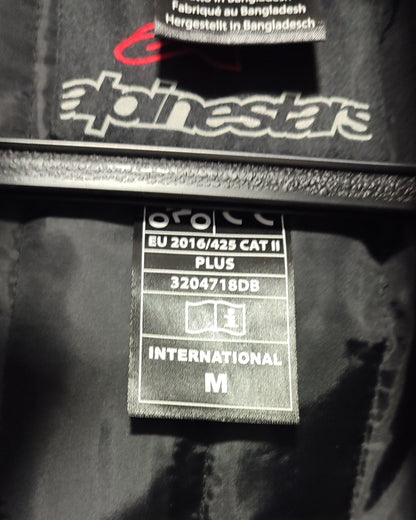 Fabriqué au Bangladesh
Hergestellt in Bangladesch
alpinestars
EU 2016/425 CAT II
PLUS
3204718DB
i
INTERNATIONAL
M